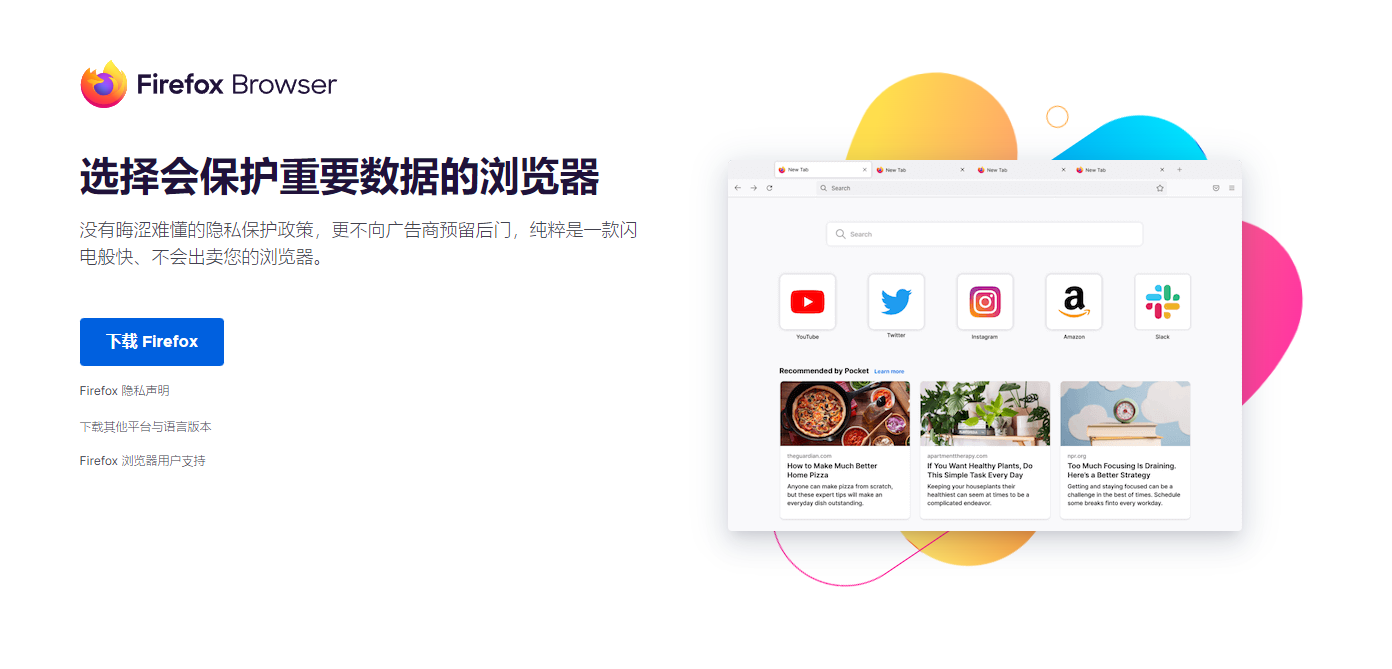 Firefox Browser
选择会保护重要数据的浏览器
没有晦涩难懂的隐私保护政策，更不向广告商预留后门，纯粹是一款闪
电般快、不会出卖您的浏览器。
下载 Firefox
Firefox 隐私声明
下载其他平台与语言版本
Firefox 浏览器用户支持
New Tab
New Tab
New Tab
New Tab
Search
Search
YouTube
Twitter
Instagram
Amazon
Slack
Recommended by Pocket Learn more
theguardian.com
How to Make Much Better
Home Pizza
Anyone can make pizza from scratch,
but these expert tips will make an
everyday dish outstanding.
apartmenttherapy.com
If You Want Healthy Plants, Do
This Simple Task Every Day
Keeping your houseplants their
healthiest can seem at times to be a
complicated endeavor.
npr.org
Too Much Focusing Is Draining.
Here's a Better Strategy
Getting and staying focused can be a
challenge in the best of times. Schedule
some breaks finto every workday.